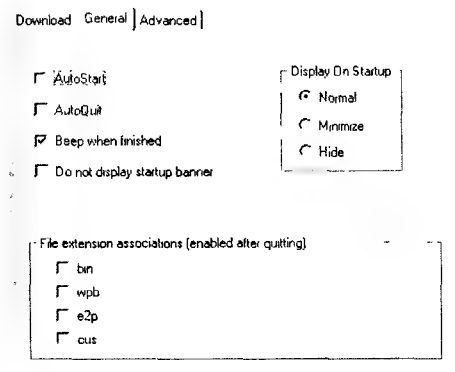 Download General Advanced
AutoStart
AutoQuit
Beep when finished
Do not display startup banner
Display On Startup
Normal
Minimize
Hide
File extension associations (enabled after quitting)
bin
wpb
e2p
cus